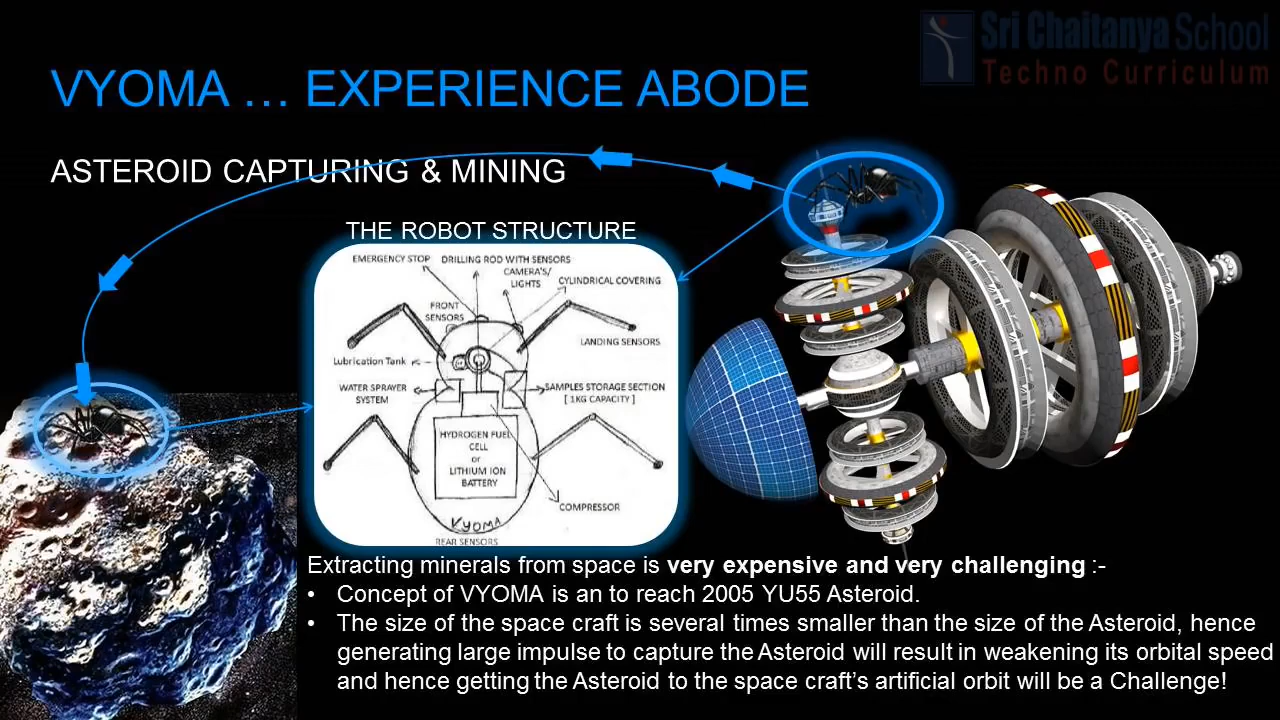 Sri Chaitanya School
Techno Curriculum
VYOMA … EXPERIENCE ABODE
ASTEROID CAPTURING & MINING
THE ROBOT STRUCTURE
EMERGENCY STOP
DRILLING ROD WITH SENSORS
CAMERA'S/
LIGHTS
CYLINDRICAL COVERING
FRONT
SENSORS
LANDING SENSORS
Lubrication Tank
WATER SPRAYER
SYSTEM
SAMPLES STORAGE SECTION
[ 1KG CAPACITY ]
HYDROGEN FUEL
CELL
or
LITHIUM ION
BATTERY
COMPRESSOR
VYOMA
REAR SENSORS
Extracting minerals from space is very expensive and very challenging :-
• Concept of VYOMA is an to reach 2005 YU55 Asteroid.
• The size of the space craft is several times smaller than the size of the Asteroid, hence
generating large impulse to capture the Asteroid will result in weakening its orbital speed
and hence getting the Asteroid to the space craft's artificial orbit will be a Challenge!